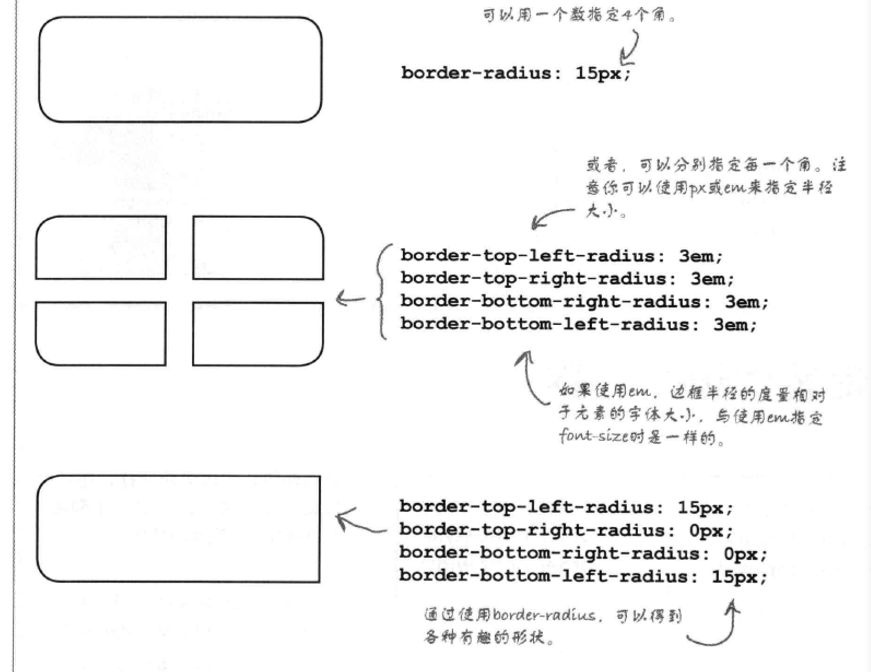 可以用一个数指定4个角。
border-radius: 15px;
或者，可以分别指定每一个角。注
意你可以使用px或em来指定半径
大小。
border-top-left-radius: 3em;
border-top-right-radius: 3em;
border-bottom-right-radius: 3em;
border-bottom-left-radius: 3em;
如果使用em，边框半径的度量相对
于元素的字体大小，与使用em指定
font-size时是一样的。
border-top-left-radius: 15px;
border-top-right-radius: 0px;
border-bottom-right-radius: 0px;
border-bottom-left-radius: 15px;
通过使用border-radius，可以得到
各种有趣的形状。